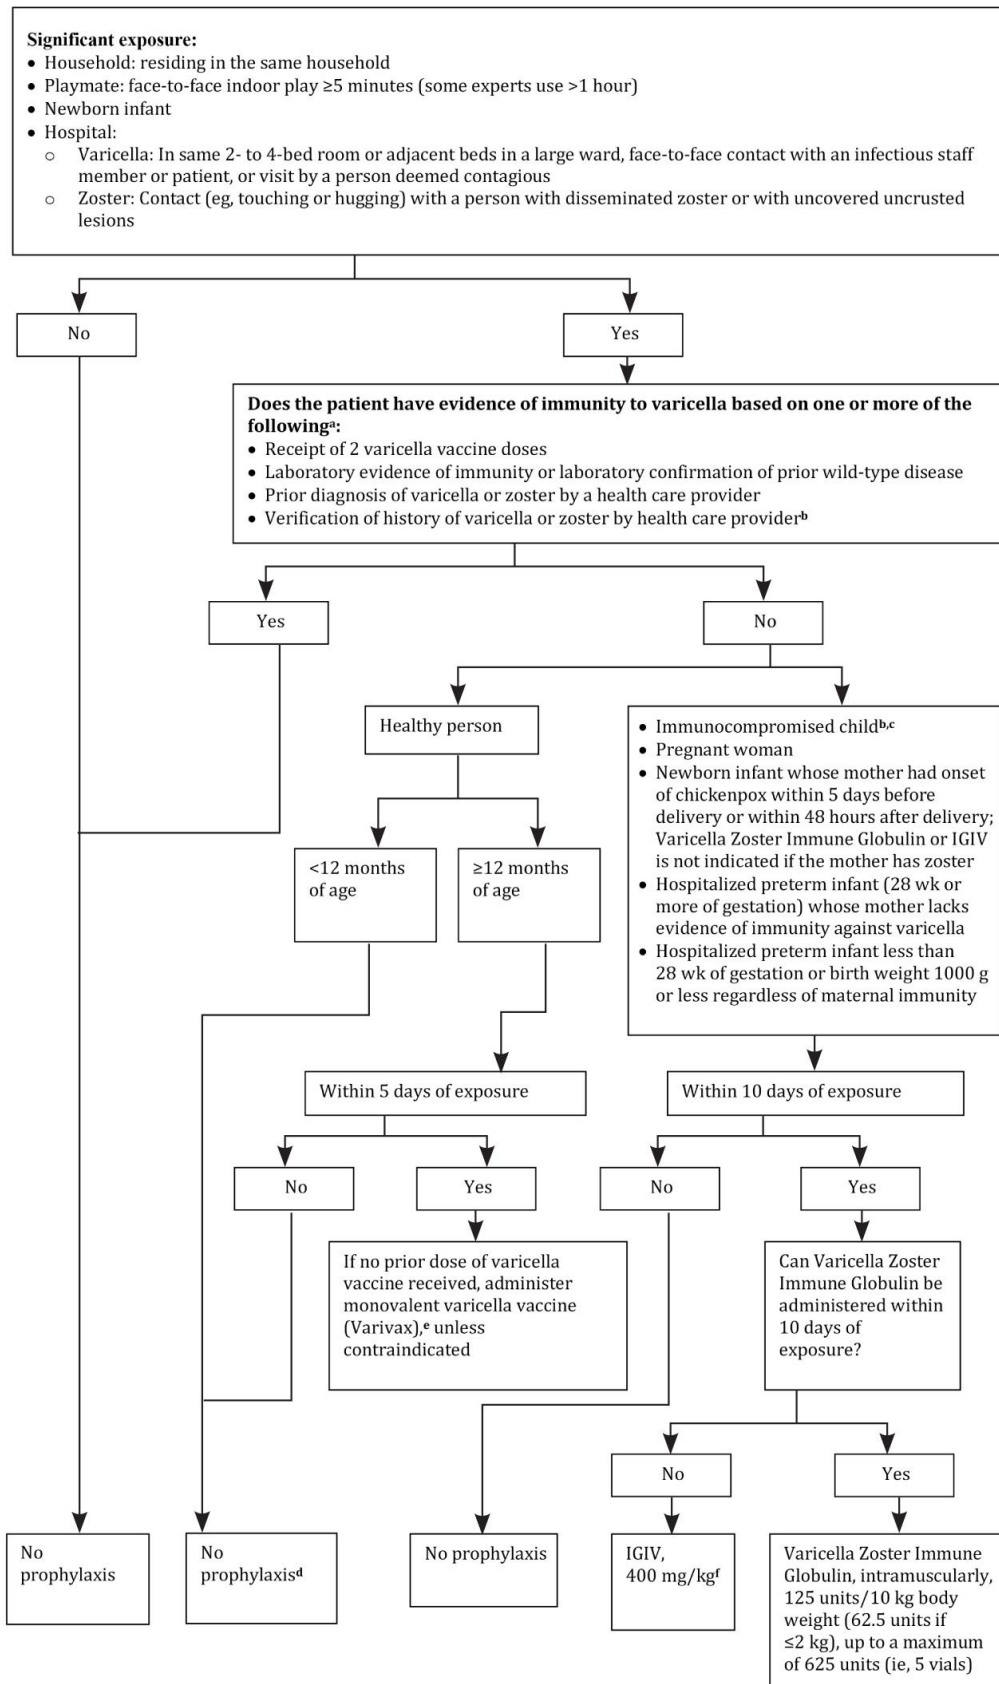 Significant exposure:
• Household: residing in the same household
• Playmate: face-to-face indoor play ≥5 minutes (some experts use >1 hour)
• Newborn infant
• Hospital:
o Varicella: In same 2- to 4-bed room or adjacent beds in a large ward, face-to-face contact with an infectious staff
member or patient, or visit by a person deemed contagious
o Zoster: Contact (eg, touching or hugging) with a person with disseminated zoster or with uncovered uncrusted
lesions
No
Yes
Does the patient have evidence of immunity to varicella based on one or more of the
followingᵃ:
• Receipt of 2 varicella vaccine doses
• Laboratory evidence of immunity or laboratory confirmation of prior wild-type disease
• Prior diagnosis of varicella or zoster by a health care provider
• Verification of history of varicella or zoster by health care providerᵇ
Yes
No
Healthy person
• Immunocompromised childᵇ,ᶜ
• Pregnant woman
• Newborn infant whose mother had onset
of chickenpox within 5 days before
delivery or within 48 hours after delivery;
Varicella Zoster Immune Globulin or IGIV
is not indicated if the mother has zoster
• Hospitalized preterm infant (28 wk or
more of gestation) whose mother lacks
evidence of immunity against varicella
• Hospitalized preterm infant less than
28 wk of gestation or birth weight 1000 g
or less regardless of maternal immunity
<12 months
of age
≥12 months
of age
Within 5 days of exposure
Within 10 days of exposure
No
Yes
No
Yes
If no prior dose of varicella
vaccine received, administer
monovalent varicella vaccine
(Varivax),ᵉ unless
contraindicated
Can Varicella Zoster
Immune Globulin be
administered within
10 days of
exposure?
No
Yes
No
prophylaxis
No
prophylaxisᵈ
No prophylaxis
IGIV,
400 mg/kgᶠ
Varicella Zoster Immune
Globulin, intramuscularly,
125 units/10 kg body
weight (62.5 units if
≤2 kg), up to a maximum
of 625 units (ie, 5 vials)